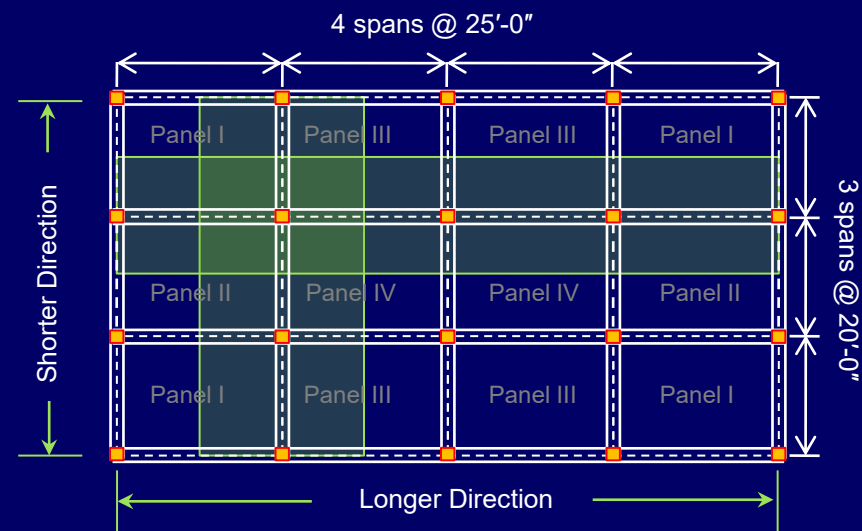 4 spans @ 25′-0″
Panel I
Panel III
Panel III
Panel I
Shorter Direction
3 spans @ 20′-0″
Panel II
Panel IV
Panel IV
Panel II
Panel I
Panel III
Panel III
Panel I
Longer Direction